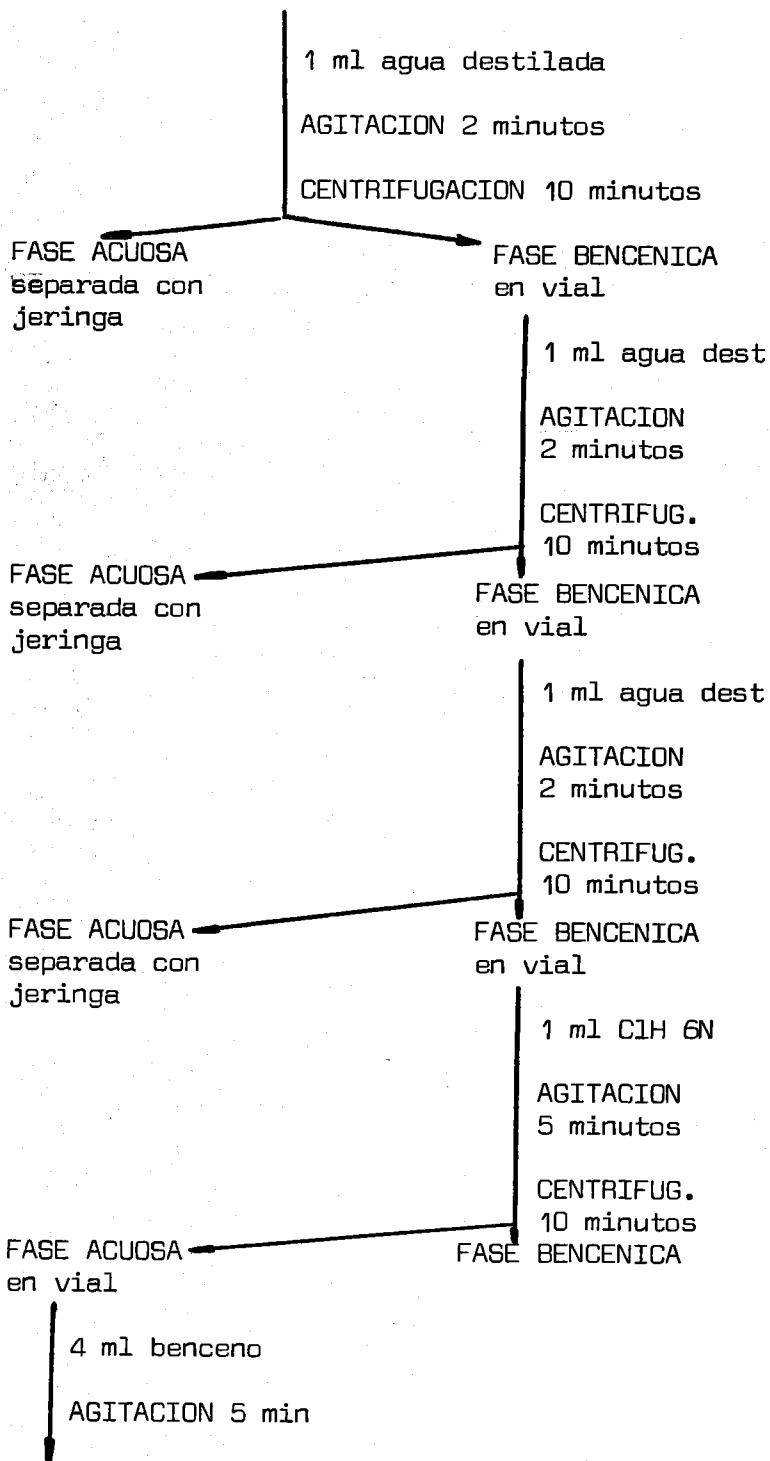 1 ml agua destilada
AGITACION 2 minutos
CENTRIFUGACION 10 minutos
FASE ACUOSA
separada con
jeringa
FASE BENCENICA
en vial
1 ml agua dest
AGITACION
2 minutos
CENTRIFUG.
10 minutos
FASE ACUOSA
separada con
jeringa
FASE BENCENICA
en vial
1 ml agua dest
AGITACION
2 minutos
CENTRIFUG.
10 minutos
FASE ACUOSA
separada con
jeringa
FASE BENCENICA
en vial
1 ml ClH 6N
AGITACION
5 minutos
CENTRIFUG.
10 minutos
FASE ACUOSA
en vial
FASE BENCENICA
4 ml benceno
AGITACION 5 min